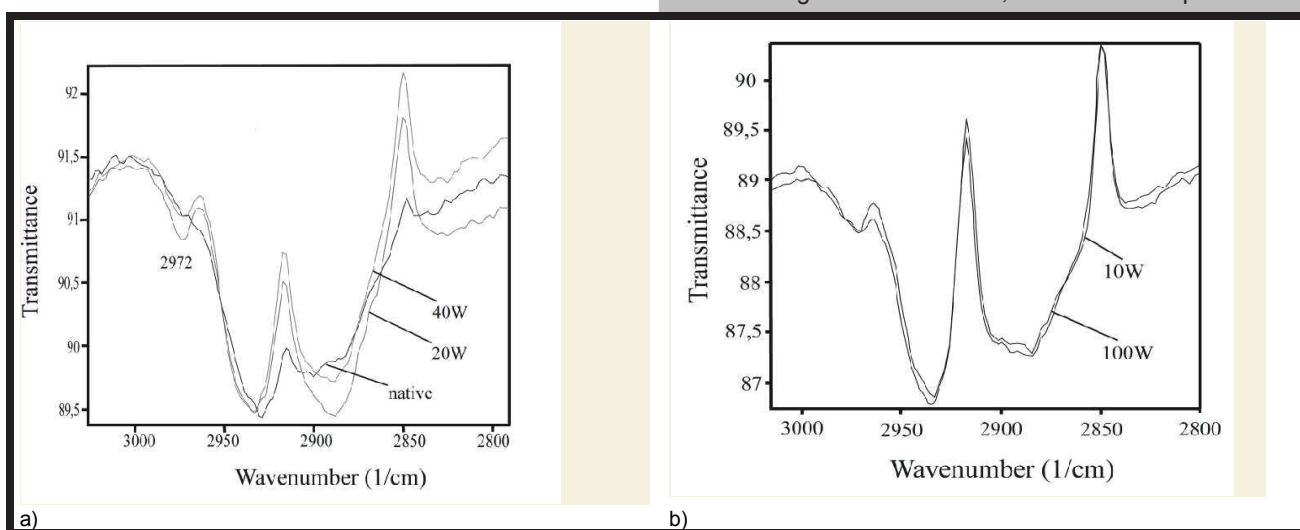 92
91,5
91
90,5
90
89,5
Transmittance
2972
40W
20W
native
3000 2950 2900 2850 2800
Wavenumber (1/cm)
a)
90
89,5
89
88,5
88
87,5
87
Transmittance
10W
100W
3000 2950 2900 2850 2800
Wavenumber (1/cm)
b)